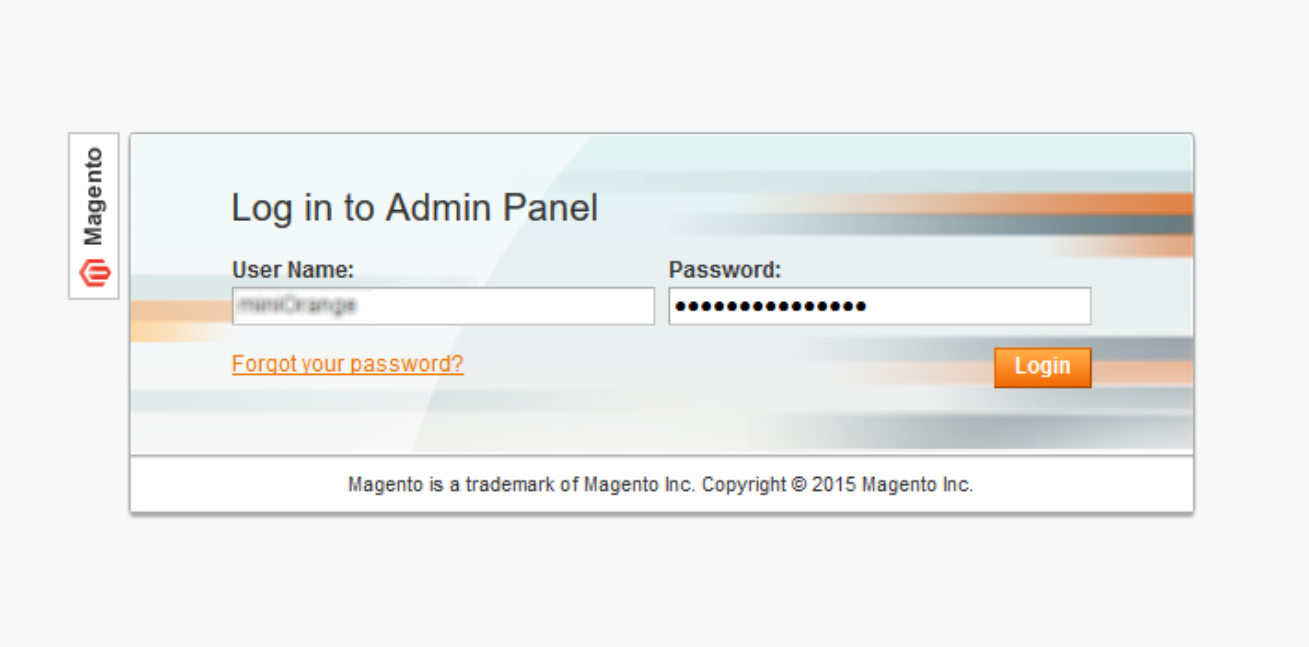 Magento
Log in to Admin Panel
User Name:
Password:
miniOrange
Forgot your password?
Login
Magento is a trademark of Magento Inc. Copyright © 2015 Magento Inc.